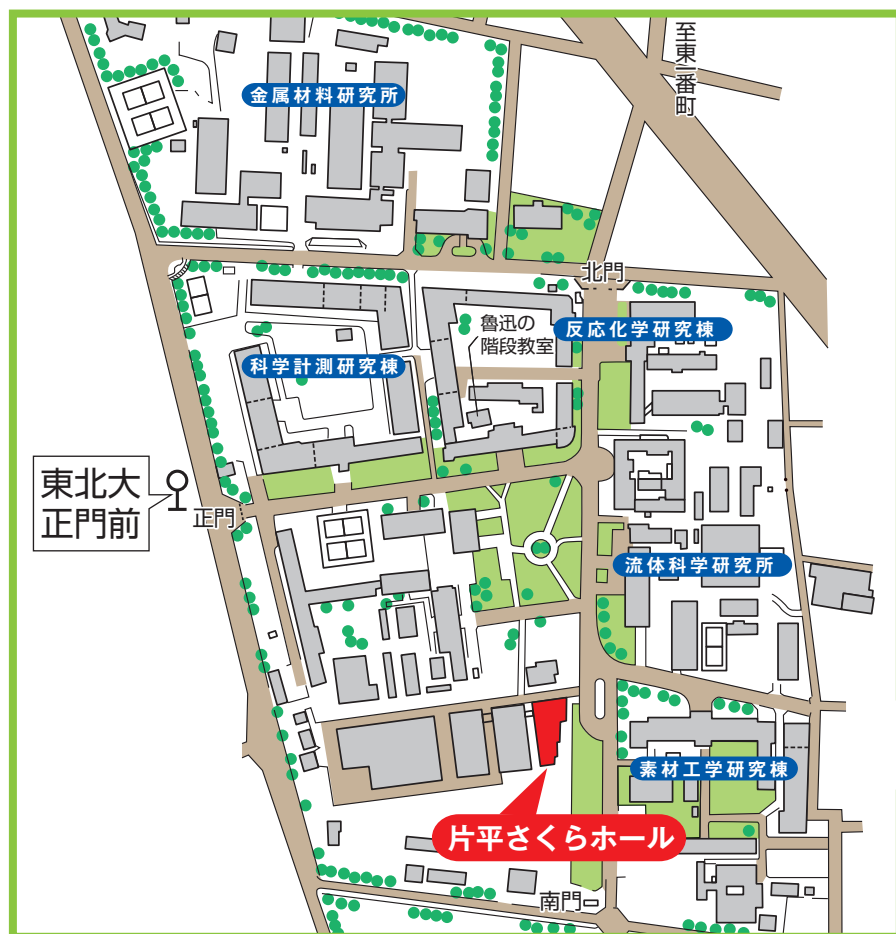 至東一番町
金属材料研究所
北門
魯迅の
階段教室
反応化学研究棟
科学計測研究棟
東北大
正門前
正門
流体科学研究所
素材工学研究棟
片平さくらホール
南門